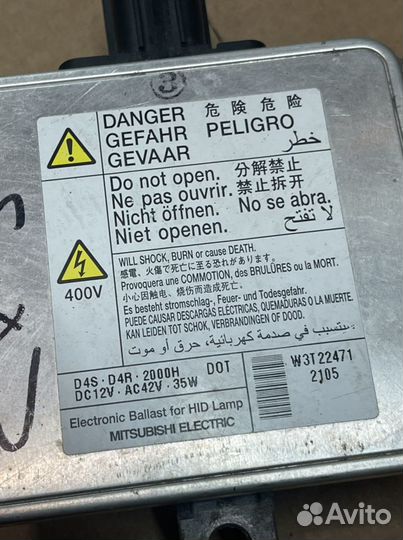 3
DANGER 危険 危险
GEFAHR PELIGRO
GEVAAR خطر
Do not open. 分解禁止
Ne pas ouvrir. 禁止拆开
Nicht öffnen. No se abra.
Niet openen. لا تفتح
400V
WILL SHOCK, BURN or cause DEATH.
感電、火傷で死亡に至る恐れがあります。
Provoquera une COMMOTION, des BRULÛRES ou la MORT.
小心因触电、烧伤而造成死亡。
Es besteht stromschlag-, Feuer- und Todesgefahr.
PUEDE CAUSAR DESCARGAS ELÉCTRICAS, QUEMADURAS O LA MUERTE.
KAN LEIDEN TOT SCHOK, VERBRANDINGEN OF DOOD.
يتسبب في صدمة كهربائية، حرق أو موت
D4S・D4R・2000H DOT
DC12V・AC42V・35W
W3T22471
2J05
Electronic Ballast for HID Lamp
MITSUBISHI ELECTRIC
Avito